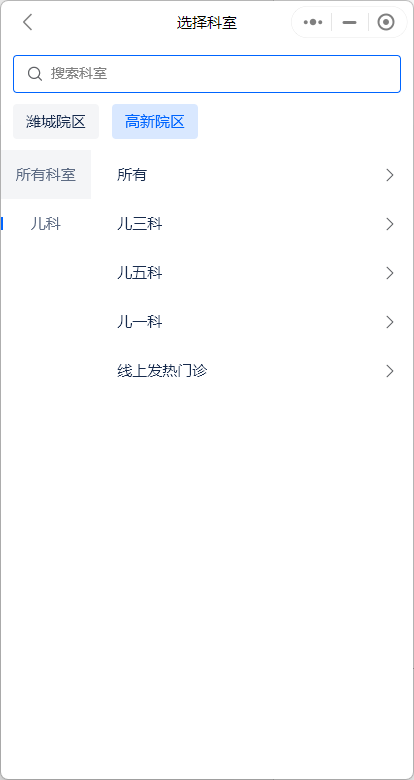 选择科室
搜索科室
潍城院区 高新院区
所有科室 所有
儿科 儿三科
儿五科
儿一科
线上发热门诊